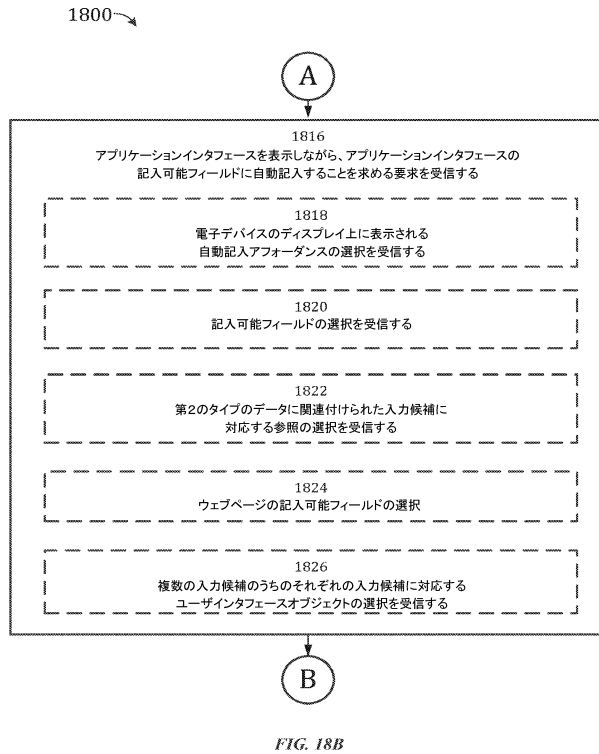 1800
A
1816
アプリケーションインタフェースを表示しながら、アプリケーションインタフェースの
記入可能フィールドに自動記入することを求める要求を受信する
1818
電子デバイスのディスプレイ上に表示される
自動記入アフォーダンスの選択を受信する
1820
記入可能フィールドの選択を受信する
1822
第2のタイプのデータに関連付けられた入力候補に
対応する参照の選択を受信する
1824
ウェブページの記入可能フィールドの選択
1826
複数の入力候補のうちのそれぞれの入力候補に対応する
ユーザインタフェースオブジェクトの選択を受信する
B
FIG. 18B